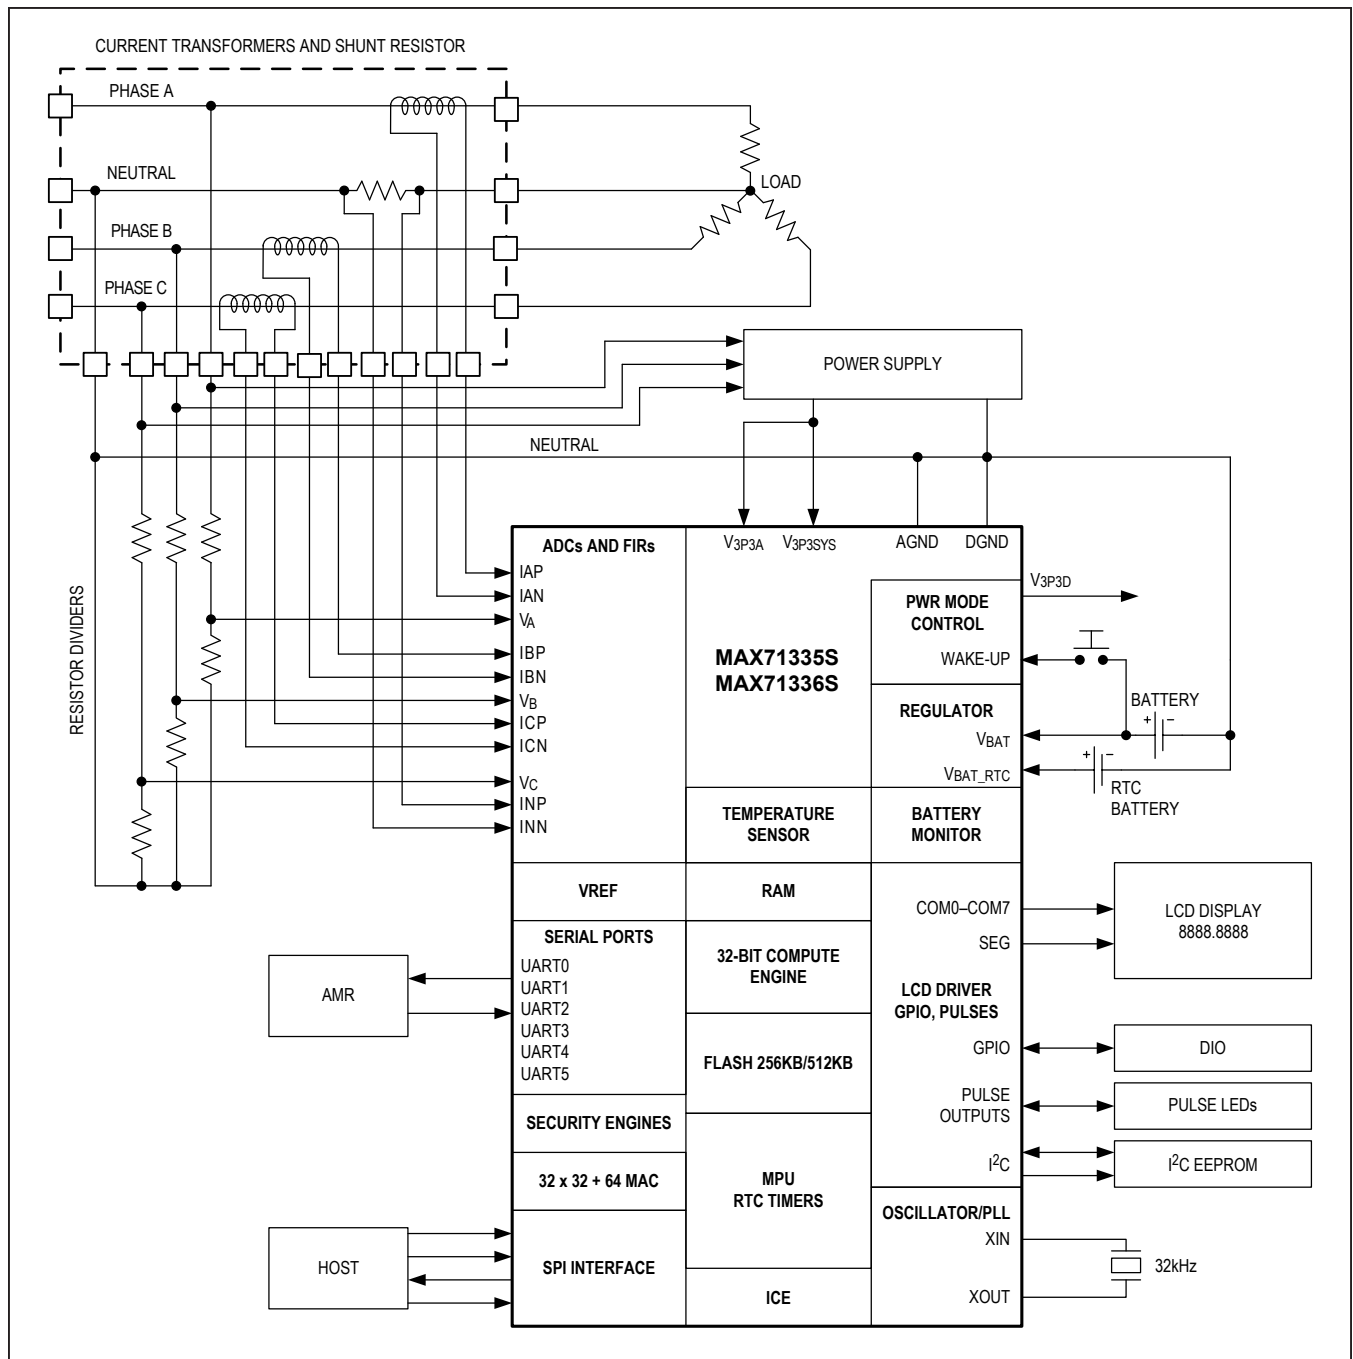 CURRENT TRANSFORMERS AND SHUNT RESISTOR
PHASE A
NEUTRAL
LOAD
PHASE B
PHASE C
POWER SUPPLY
NEUTRAL
RESISTOR DIVIDERS
ADCs AND FIRs
V3P3A
V3P3SYS
AGND
DGND
IAP
IAN
VA
IBP
IBN
VB
ICP
ICN
VC
INP
INN
MAX71335S
MAX71336S
V3P3D
PWR MODE
CONTROL
WAKE-UP
REGULATOR
BATTERY
+ –
VBAT
+ –
VBAT_RTC
RTC
BATTERY
TEMPERATURE
SENSOR
BATTERY
MONITOR
VREF
RAM
SERIAL PORTS
UART0
UART1
UART2
UART3
UART4
UART5
AMR
32-BIT COMPUTE
ENGINE
COM0–COM7
SEG
LCD DISPLAY
8888.8888
LCD DRIVER
GPIO, PULSES
FLASH 256KB/512KB
GPIO
DIO
PULSE
OUTPUTS
PULSE LEDs
I2C
I2C EEPROM
SECURITY ENGINES
32 x 32 + 64 MAC
MPU
RTC TIMERS
OSCILLATOR/PLL
XIN
32kHz
XOUT
HOST
SPI INTERFACE
ICE